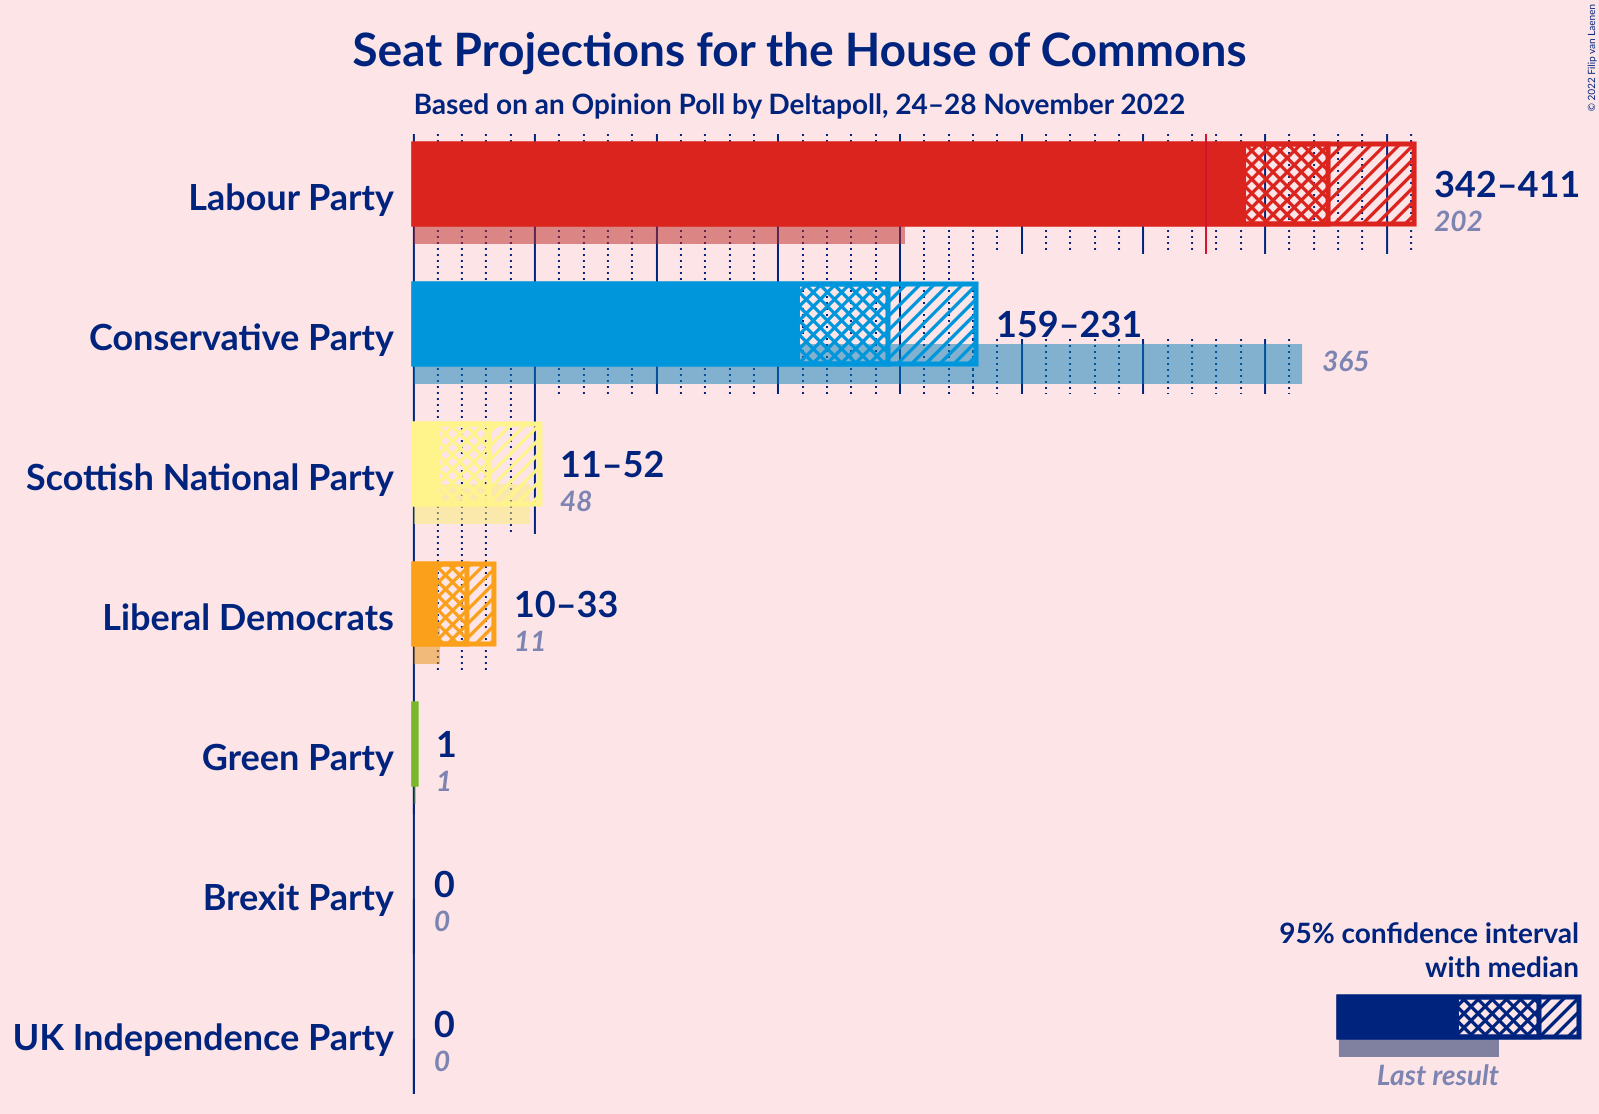 Seat Projections for the House of Commons
Based on an Opinion Poll by Deltapoll, 24–28 November 2022
© 2022 Filip van Laenen
Labour Party
342–411
202
Conservative Party
159–231
365
Scottish National Party
11–52
48
Liberal Democrats
10–33
11
Green Party
1
1
Brexit Party
0
0
UK Independence Party
0
0
95% confidence interval
with median
Last result